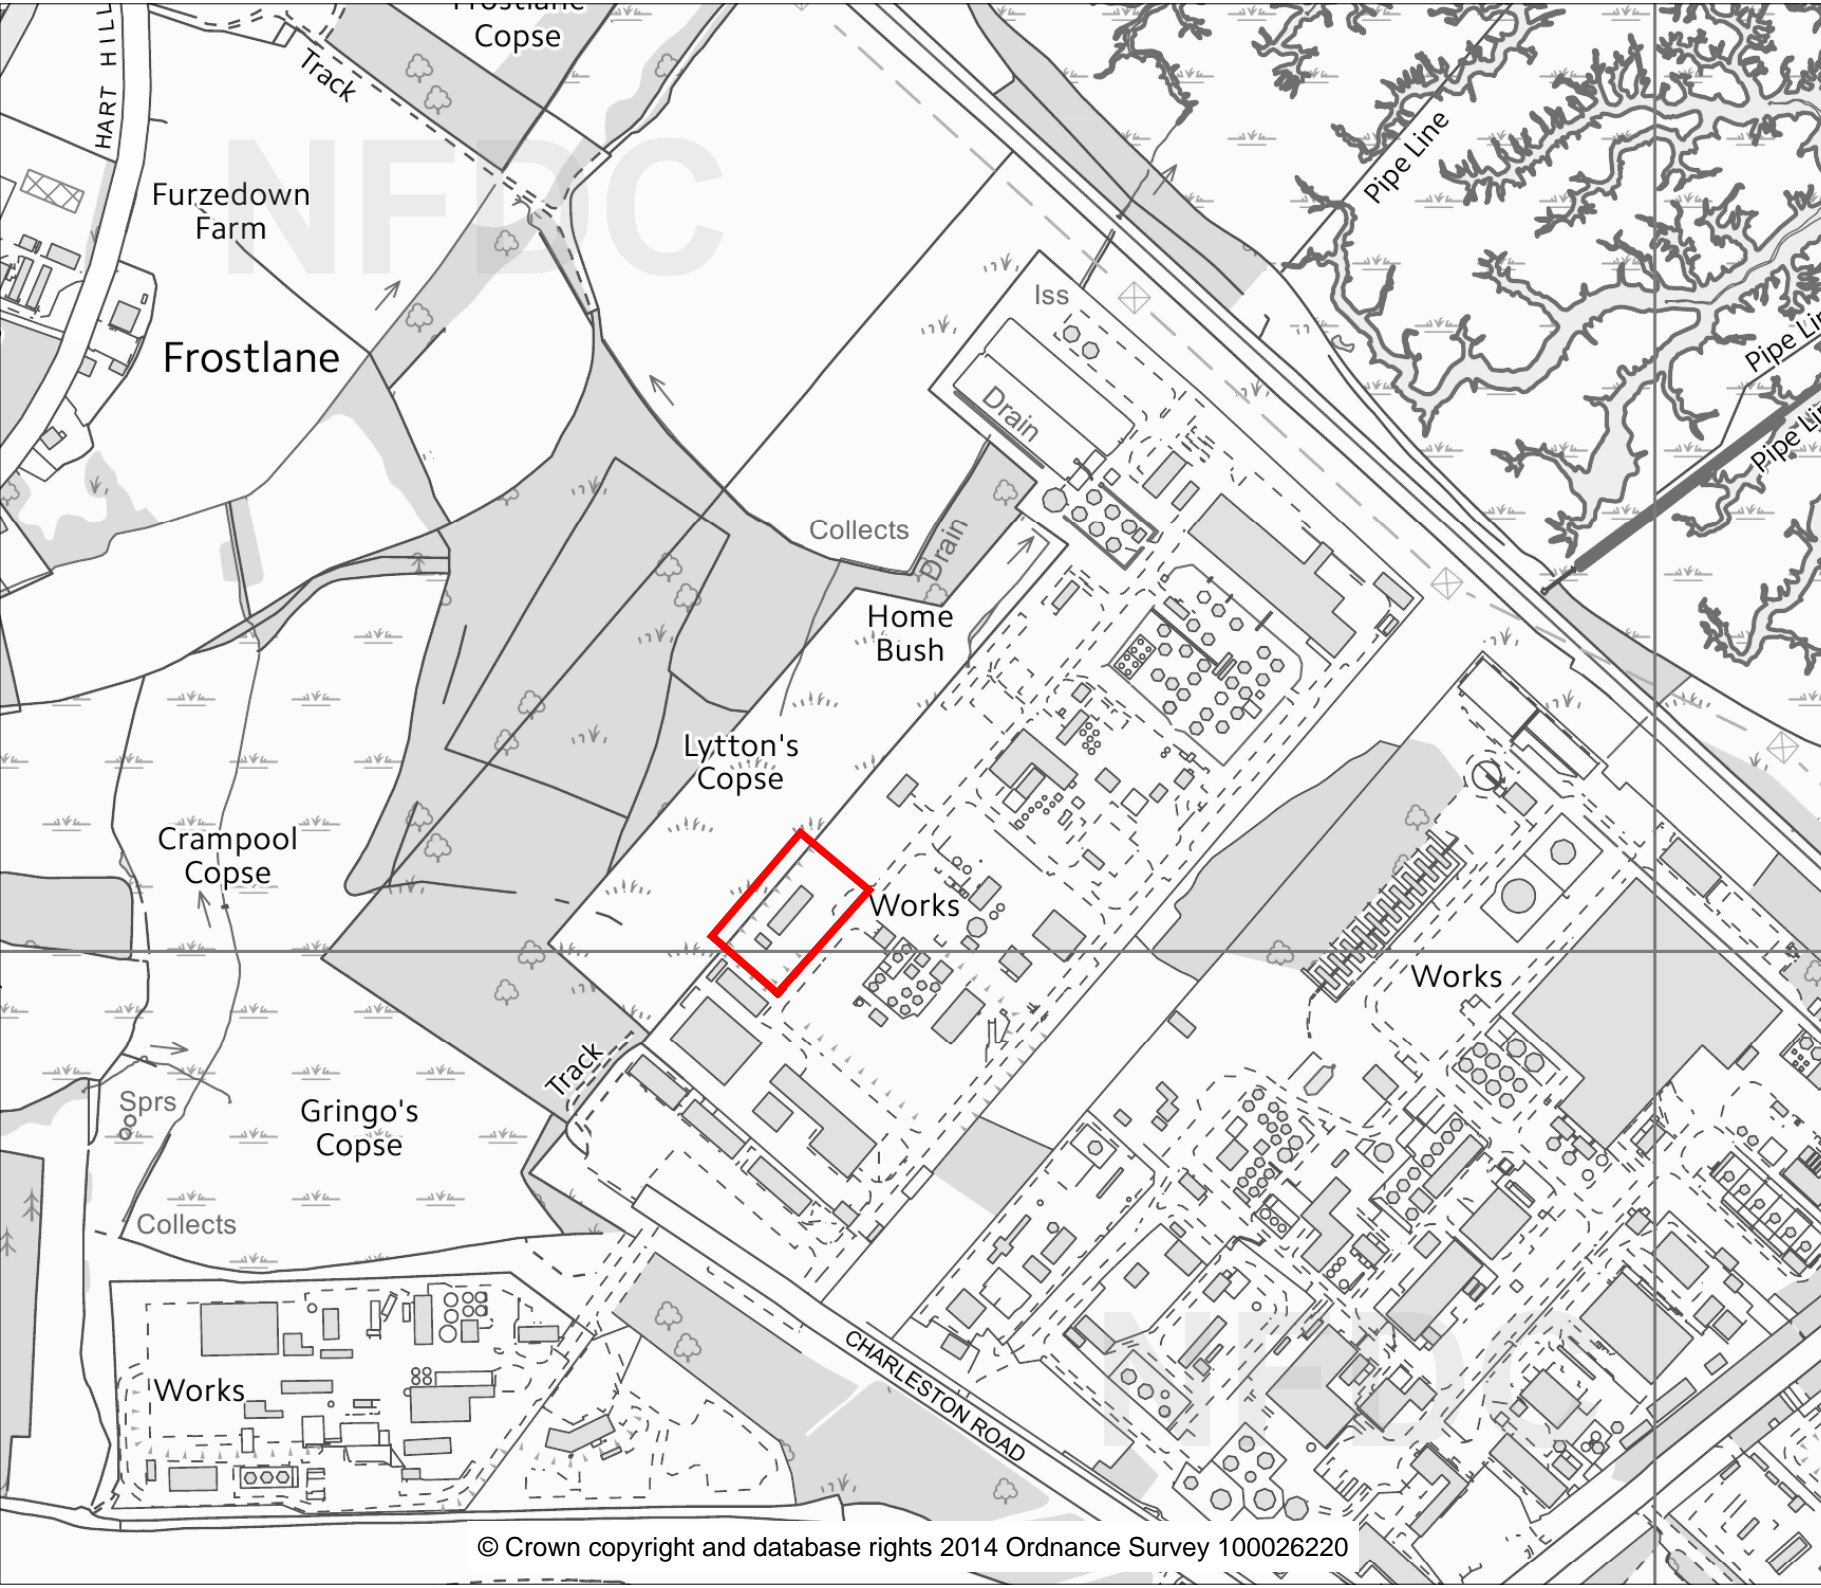 Frostlane
Copse
HART HILL
Track
NFDC
Furzedown
Farm
Frostlane
Pipe Line
Iss
Drain
Pipe
Pipe
Collects
Drain
Home
Bush
Lytton's
Copse
Crampool
Copse
Works
Works
Track
Sprs
Gringo's
Copse
Collects
Works
CHARLESTON ROAD
NFDC
© Crown copyright and database rights 2014 Ordnance Survey 100026220